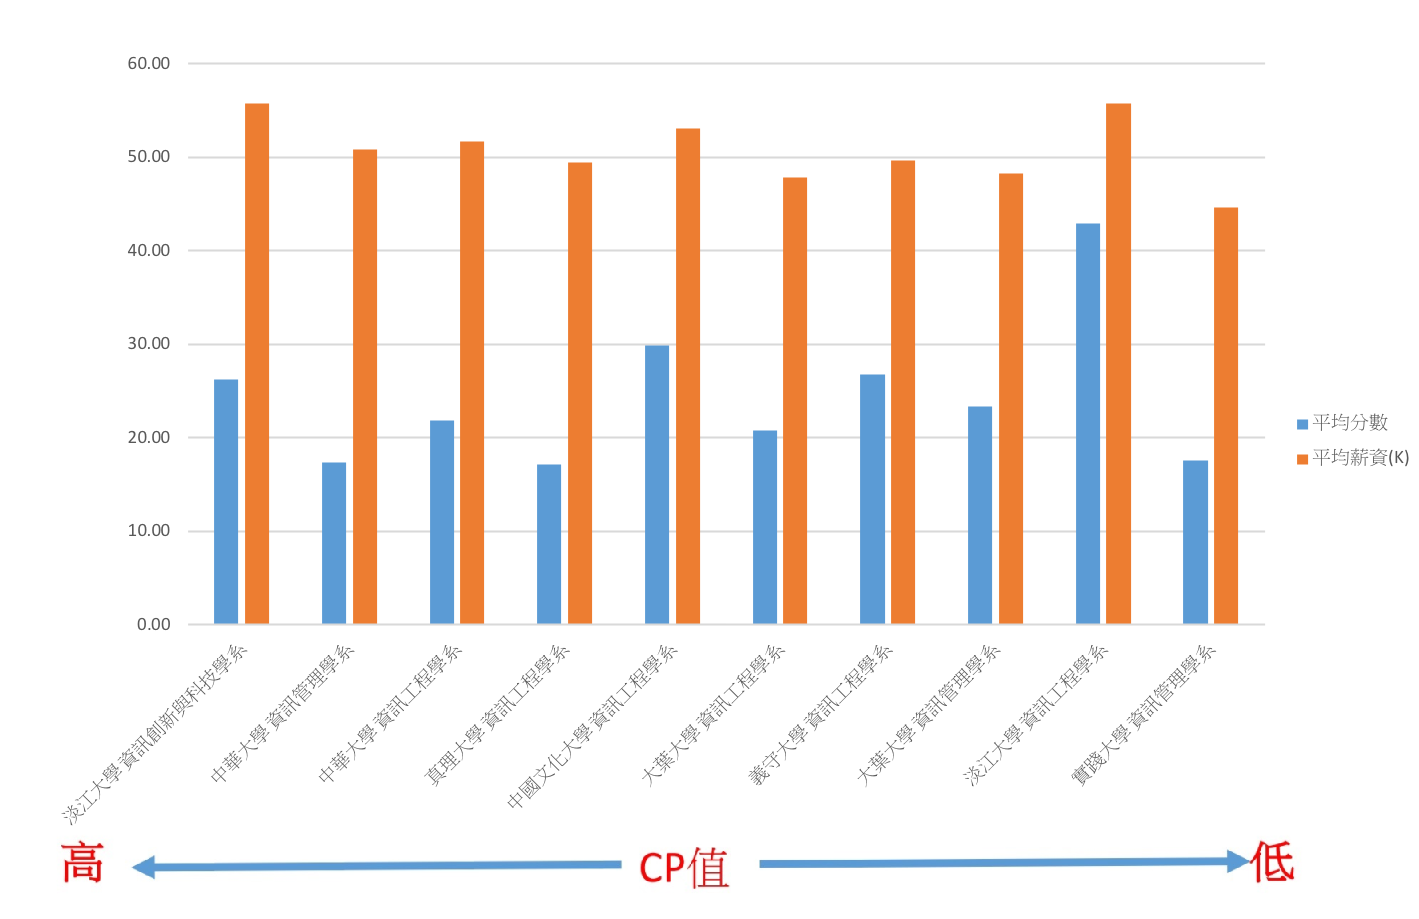 60.00
50.00
40.00
30.00
20.00
10.00
0.00
平均分數
平均薪資(K)
淡江大學 資訊創新與科技學系
中華大學 資訊管理學系
中華大學 資訊工程學系
真理大學 資訊工程學系
中國文化大學 資訊工程學系
大葉大學 資訊工程學系
義守大學 資訊工程學系
大葉大學 資訊管理學系
淡江大學 資訊工程學系
實踐大學 資訊管理學系
高 CP值 低